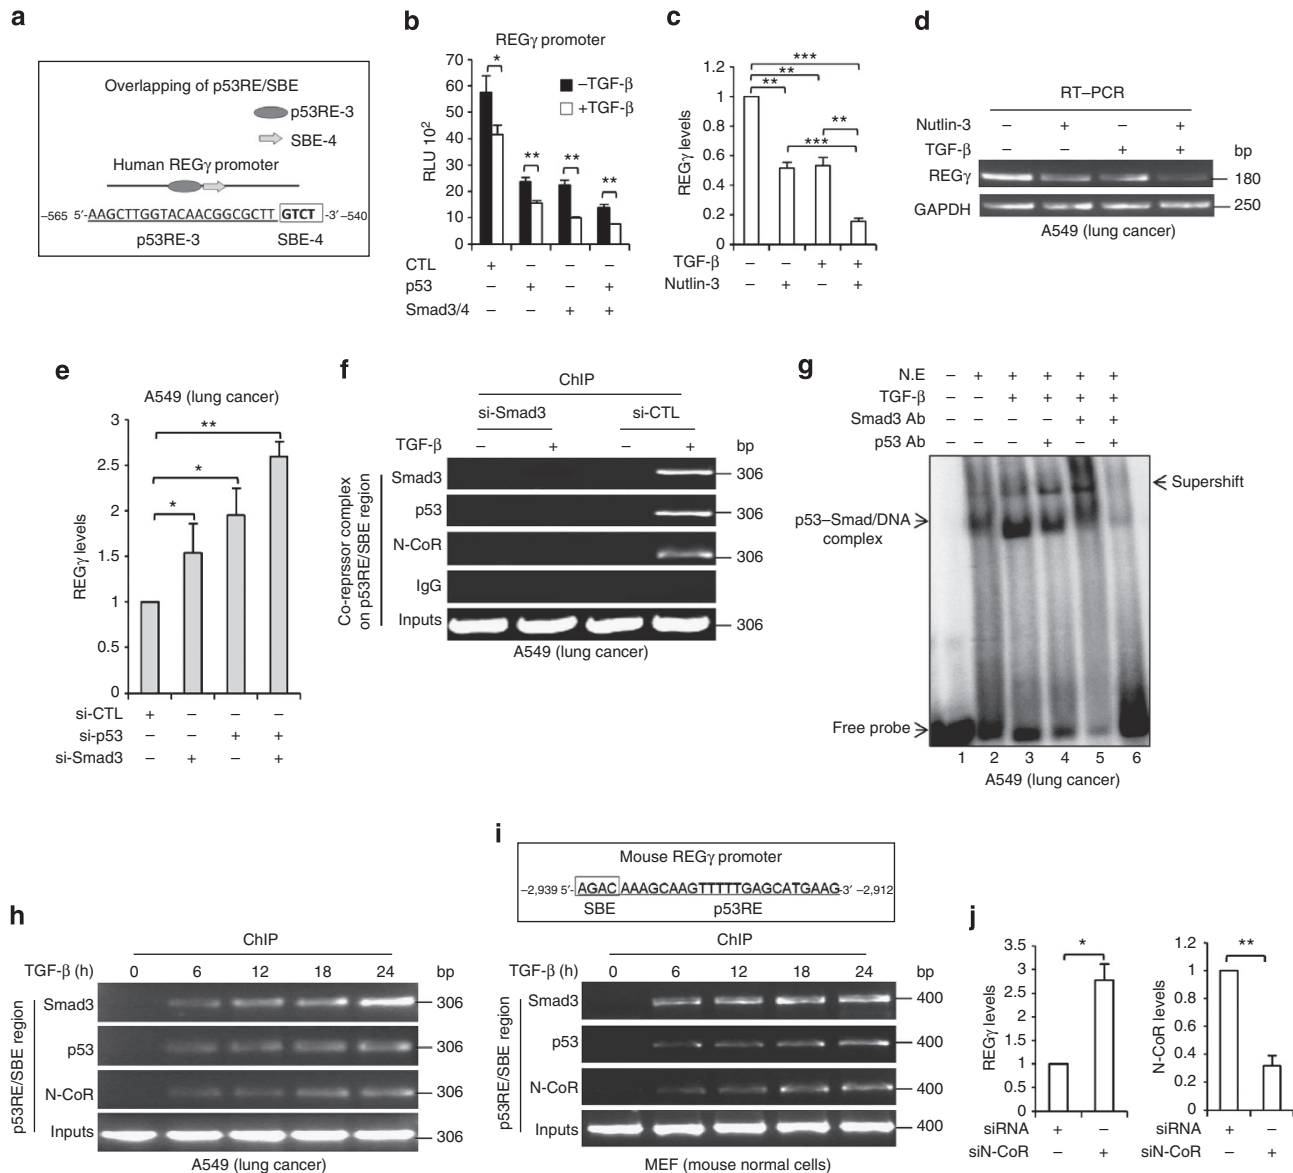 a
Overlapping of p53RE/SBE
p53RE-3
SBE-4
Human REGγ promoter
–565 5′-AAGCTTGGTACAACGGCGCTT GTCT -3′ –540
p53RE-3 SBE-4
b
REGγ promoter
70
60
50
40
30
20
10
0
RLU 10²
*
** ** **
–TGF-β
+TGF-β
CTL + – – –
p53 – + – +
Smad3/4 – – + +
c
1.2
1
0.8
0.6
0.4
0.2
0
REGγ levels
***
**
**
**
***
TGF-β – – + +
Nutlin-3 – + – +
d
RT–PCR
Nutlin-3 – + – +
TGF-β – – + + bp
REGγ 180
GAPDH 250
A549 (lung cancer)
e
A549 (lung cancer)
3
2.5
2
1.5
1
0.5
0
REGγ levels
**
*
*
si-CTL + – – –
si-p53 – – + +
si-Smad3 – + – +
f
ChIP
si-Smad3 si-CTL
TGF-β – + – + bp
Co-reprssor complex
on p53RE/SBE region
Smad3 306
p53 306
N-CoR 306
IgG
Inputs 306
A549 (lung cancer)
g
N.E – + + + + +
TGF-β – – + + + +
Smad3 Ab – – – – + +
p53 Ab – – – + – +
Supershift
p53–Smad/DNA
complex
Free probe
1 2 3 4 5 6
A549 (lung cancer)
h
ChIP
TGF-β (h) 0 6 12 18 24 bp
p53RE/SBE region
Smad3 306
p53 306
N-CoR 306
Inputs 306
A549 (lung cancer)
i
Mouse REGγ promoter
–2,939 5′-AGAC AAAGCAAGTTTTTGAGCATGAAG-3′ –2,912
SBE p53RE
ChIP
TGF-β (h) 0 6 12 18 24 bp
p53RE/SBE region
Smad3 400
p53 400
N-CoR 400
Inputs 400
MEF (mouse normal cells)
j
3.5
3
2.5
2
1.5
1
0.5
0
REGγ levels
*
siRNA + –
siN-CoR – +
1.2
1
0.8
0.6
0.4
0.2
0
N-CoR levels
**
siRNA + –
siN-CoR – +